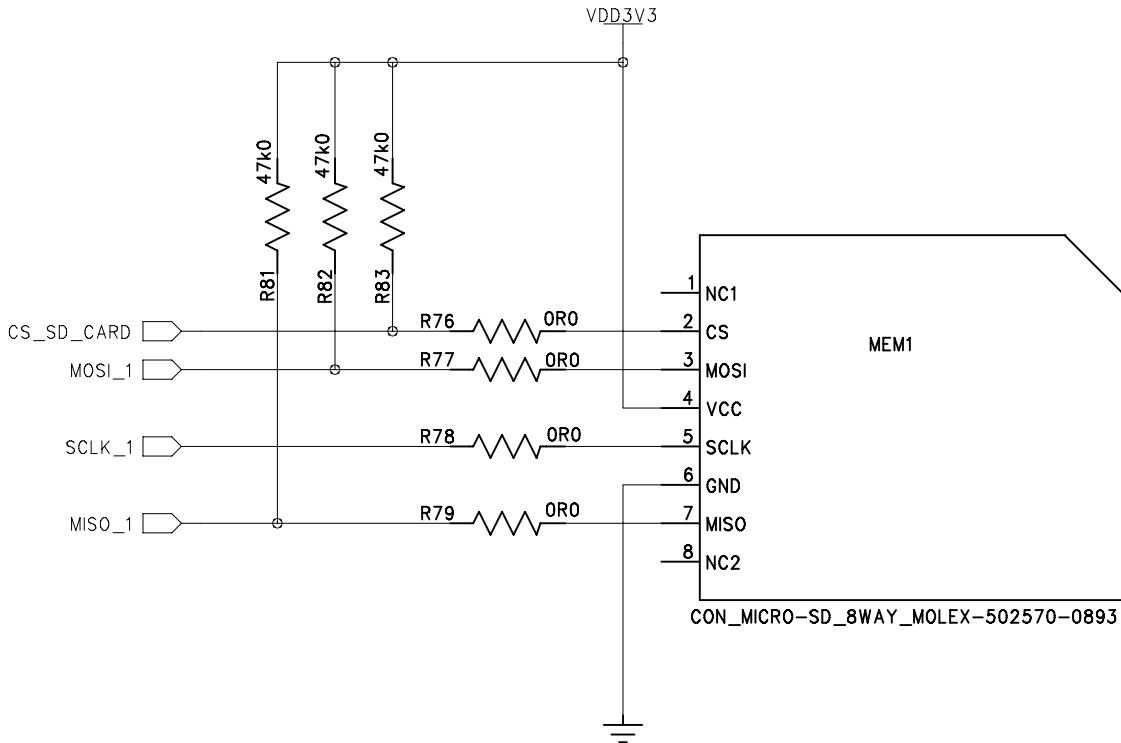 VDD3V3
47k0
47k0
47k0
R81
R82
R83
1 NC1
CS_SD_CARD R76 0R0 2 CS
MEM1
MOSI_1 R77 0R0 3 MOSI
4 VCC
SCLK_1 R78 0R0 5 SCLK
6 GND
MISO_1 R79 0R0 7 MISO
8 NC2
CON_MICRO-SD_8WAY_MOLEX-502570-0893